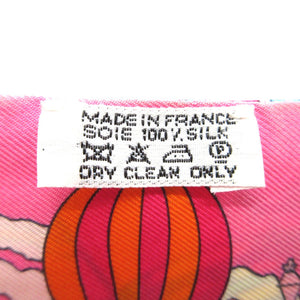 MADE IN FRANCE
SOIE 100% SILK
DRY CLEAN ONLY